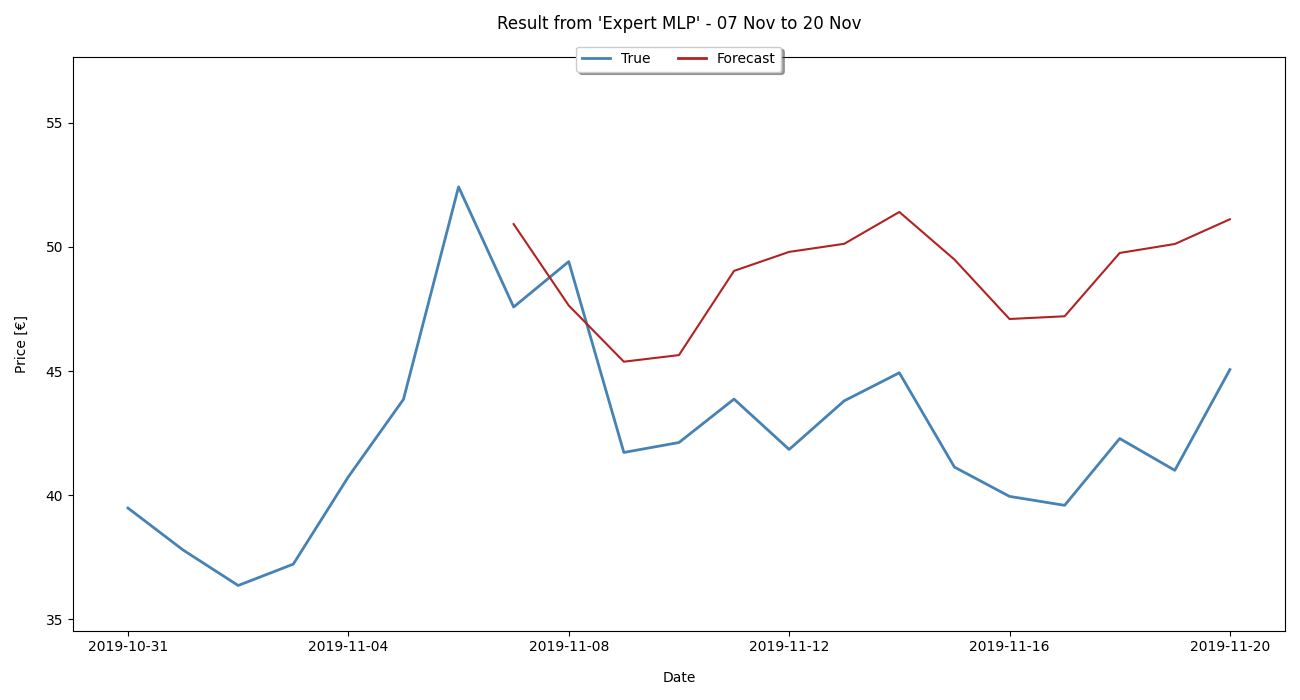 Result from 'Expert MLP' - 07 Nov to 20 Nov
True Forecast
55
50
45
40
35
Price [€]
2019-10-31 2019-11-04 2019-11-08 2019-11-12 2019-11-16 2019-11-20
Date